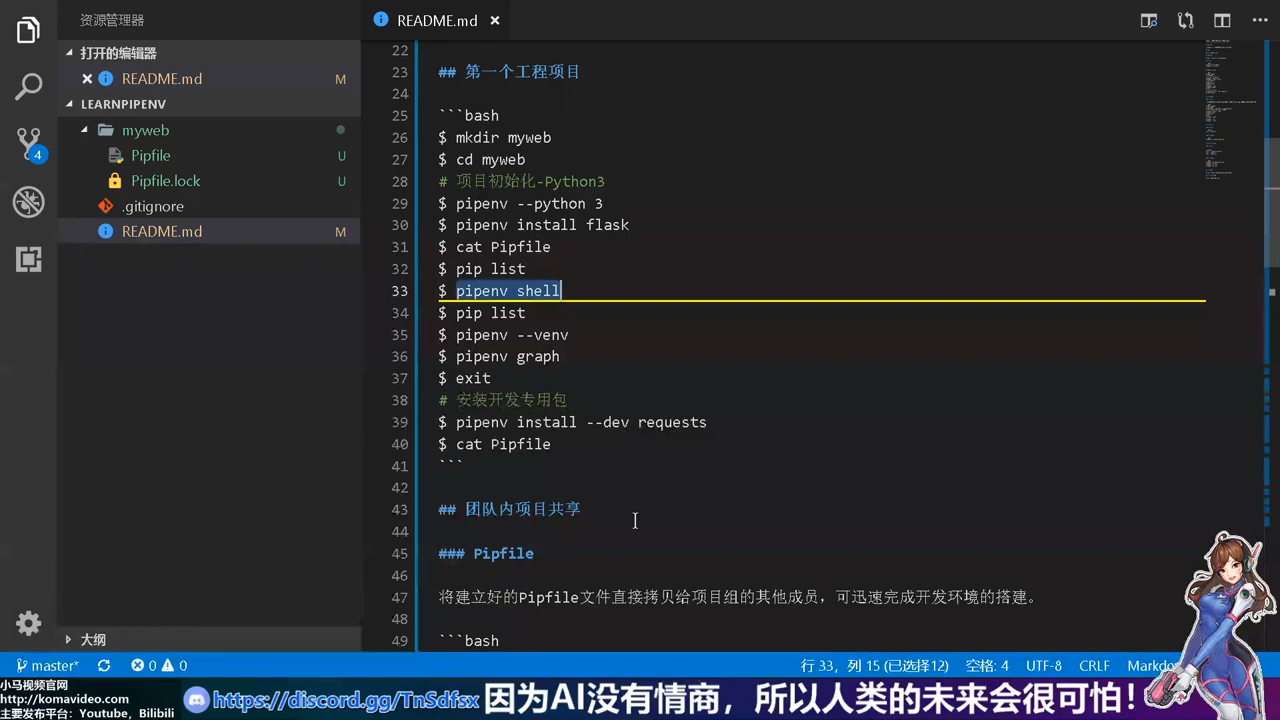 资源管理器
README.md
打开的编辑器
README.md M
LEARNPIPENV
myweb
Pipfile U
Pipfile.lock U
.gitignore
README.md M
4
大纲
22
23 ## 第一个工程项目
24
25 ```bash
26 $ mkdir myweb
27 $ cd myweb
28 # 项目初始化-Python3
29 $ pipenv --python 3
30 $ pipenv install flask
31 $ cat Pipfile
32 $ pip list
33 $ pipenv shell
34 $ pip list
35 $ pipenv --venv
36 $ pipenv graph
37 $ exit
38 # 安装开发专用包
39 $ pipenv install --dev requests
40 $ cat Pipfile
41 ```
42
43 ## 团队内项目共享
44
45 ### Pipfile
46
47 将建立好的Pipfile文件直接拷贝给项目组的其他成员，可迅速完成开发环境的搭建。
48
49 ```bash
master* 0 0 行 33，列 15 (已选择12) 空格: 4 UTF-8 CRLF
小马视频官网
http://komavideo.com
主要发布平台: Youtube, Bilibili
https://discord.gg/TnSdfsx
因为AI没有情商，所以人类的未来会很可怕！